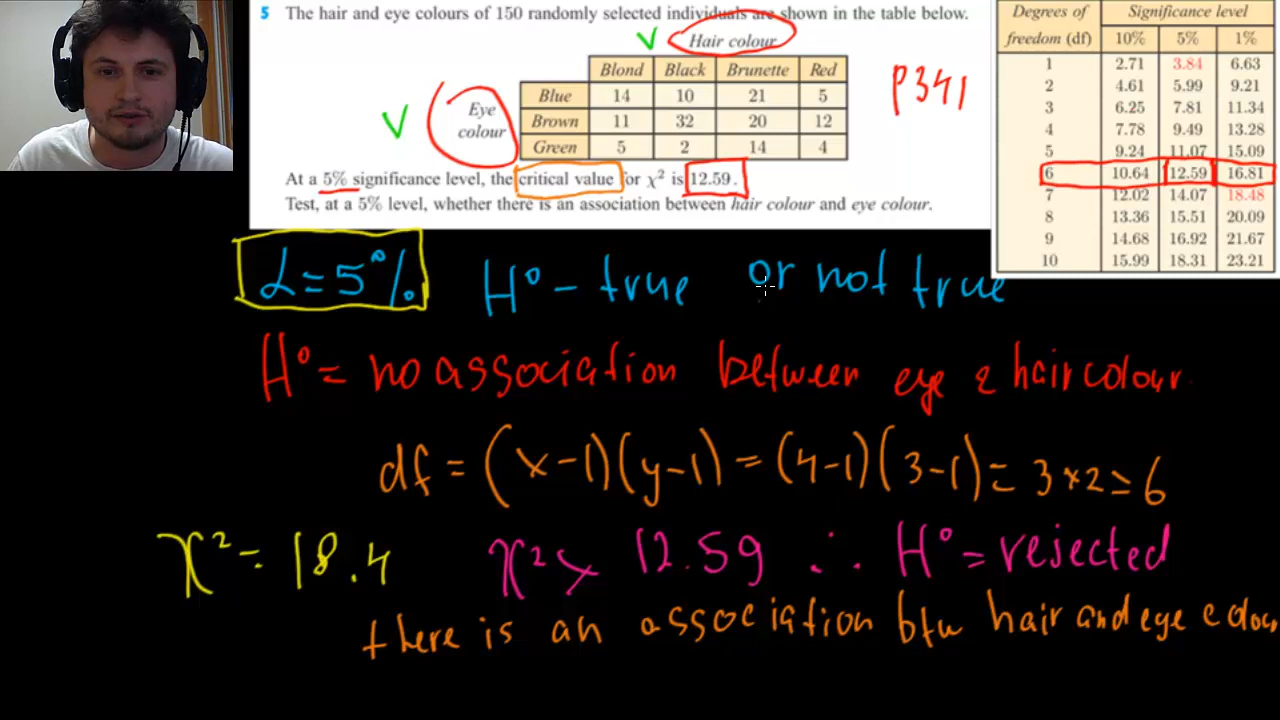 5 The hair and eye colours of 150 randomly selected individuals are shown in the table below.
Hair colour
Blond Black Brunette Red
Eye colour
Blue 14 10 21 5
Brown 11 32 20 12
Green 5 2 14 4
At a 5% significance level, the critical value for χ² is 12.59.
Test, at a 5% level, whether there is an association between hair colour and eye colour.
P341
Degrees of freedom (df) Significance level
10% 5% 1%
1 2.71 3.84 6.63
2 4.61 5.99 9.21
3 6.25 7.81 11.34
4 7.78 9.49 13.28
5 9.24 11.07 15.09
6 10.64 12.59 16.81
7 12.02 14.07 18.48
8 13.36 15.51 20.09
9 14.68 16.92 21.67
10 15.99 18.31 23.21
α = 5% H° - true or not true
H° = no association between eye & hair colour.
df = (x-1)(y-1) = (4-1)(3-1) = 3×2 = 6
χ² = 18.4 χ² > 12.59 ∴ H° = rejected
there is an association btw hair and eye colour